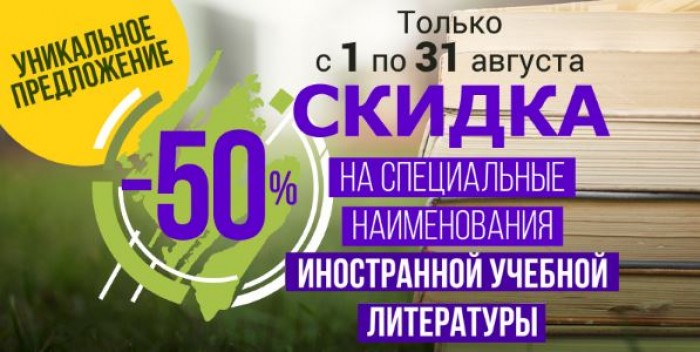 УНИКАЛЬНОЕ
ПРЕДЛОЖЕНИЕ
Только
с 1 по 31 августа
-50%
СКИДКА
НА СПЕЦИАЛЬНЫЕ
НАИМЕНОВАНИЯ
ИНОСТРАННОЙ УЧЕБНОЙ
ЛИТЕРАТУРЫ